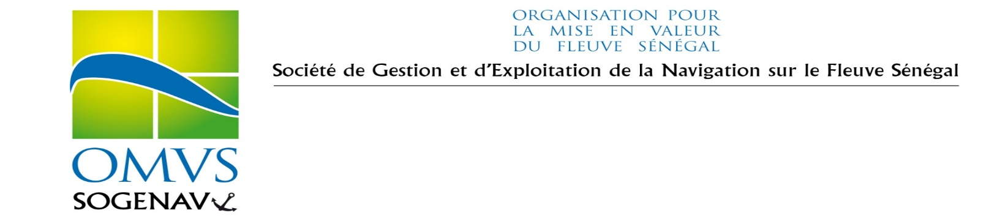 ORGANISATION POUR
LA MISE EN VALEUR
DU FLEUVE SÉNÉGAL
Société de Gestion et d'Exploitation de la Navigation sur le Fleuve Sénégal
OMVS
SOGENAV